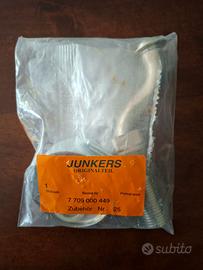 JUNKERS
ORIGINALTEIL
1
7 709 000 449
Zubehör Nr. 25
subito